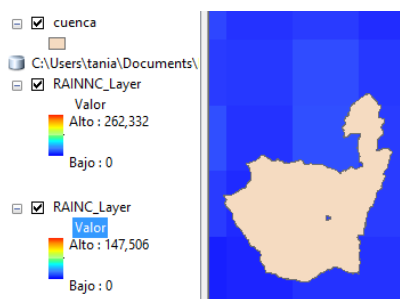 cuenca
C:\Users\tania\Documents\
RAINNC_Layer
Valor
Alto : 262,332
Bajo : 0
RAINC_Layer
Valor
Alto : 147,506
Bajo : 0